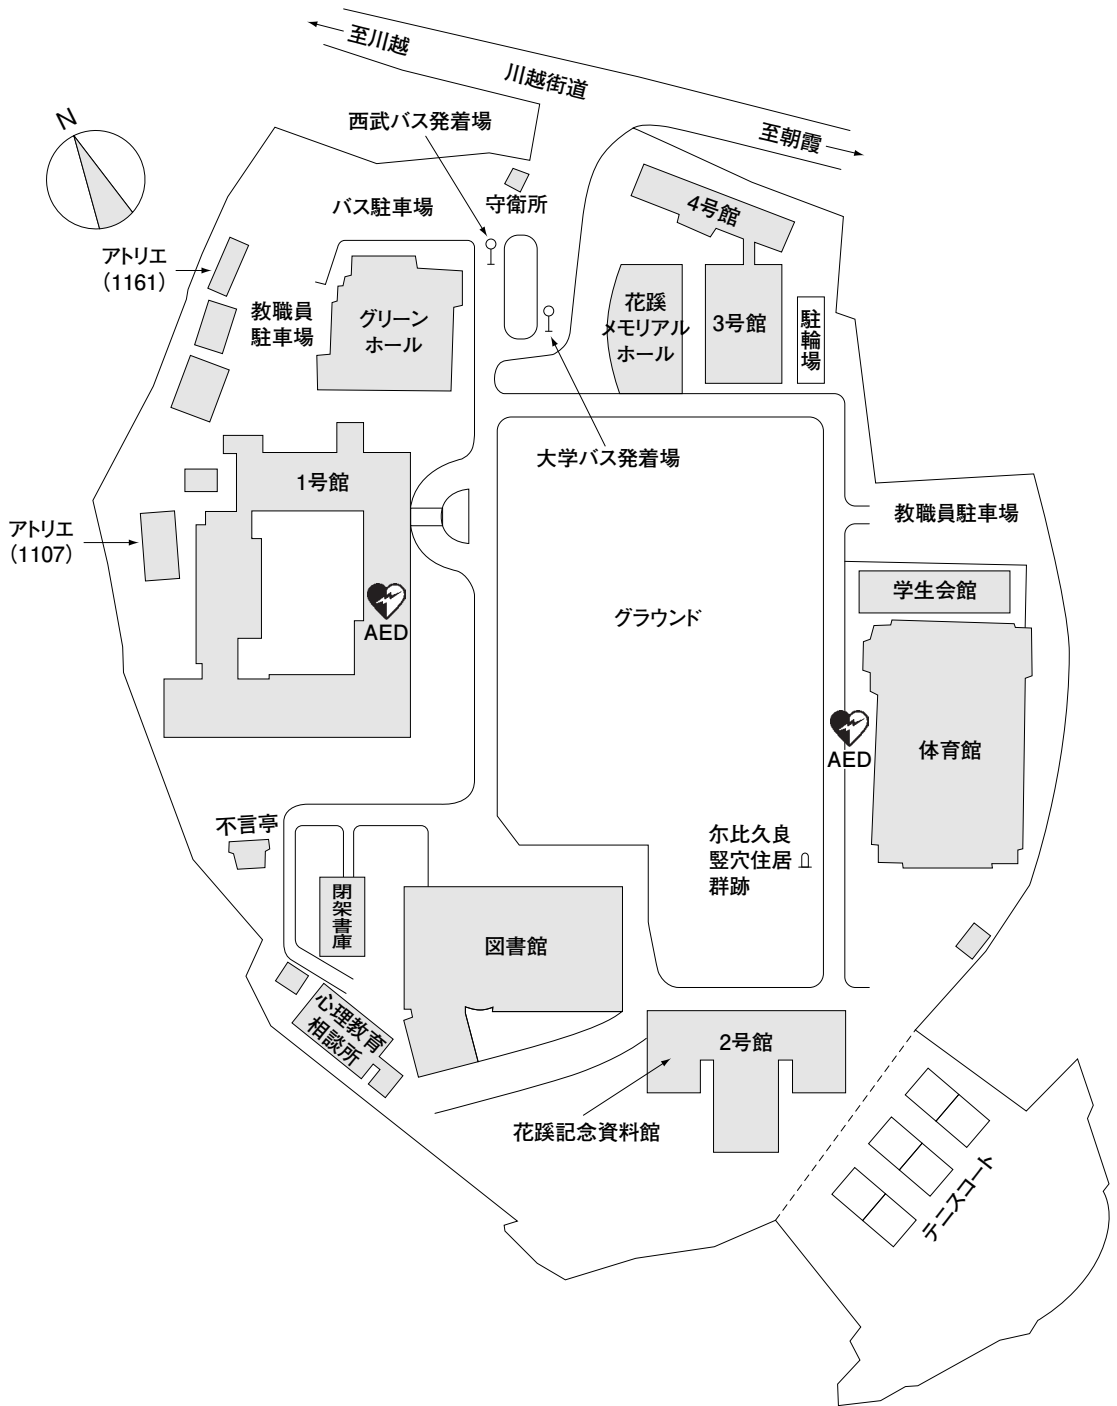 至川越
川越街道
西武バス発着場
至朝霞
N
守衛所
バス駐車場
4号館
アトリエ
(1161)
教職員
駐車場
グリーン
ホール
花蹊
メモリアル
ホール
3号館
駐輪場
大学バス発着場
1号館
教職員駐車場
アトリエ
(1107)
学生会館
グラウンド
AED
体育館
AED
不言亭
尓比久良
竪穴住居
群跡
閉架書庫
図書館
心理教育
相談所
2号館
花蹊記念資料館
テニスコート